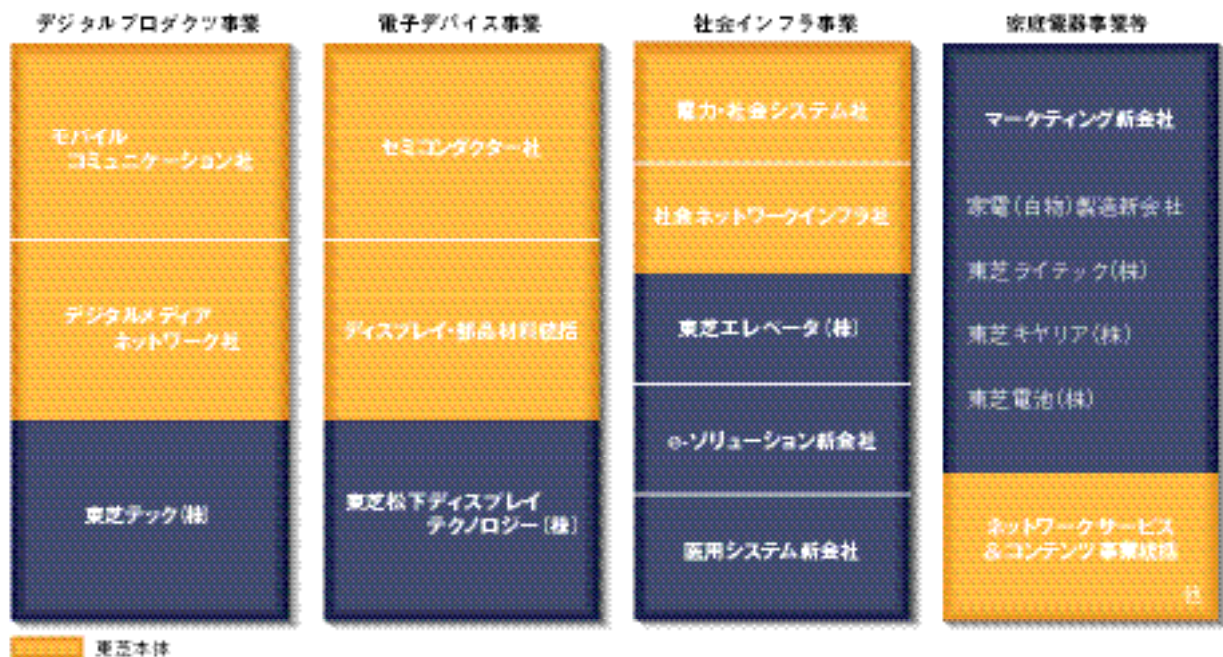 デジタルプロダクツ事業
モバイル
コミュニケーション社
デジタルメディア
ネットワーク社
東芝テック(株)
電子デバイス事業
セミコンダクター社
ディスプレイ・部品材料統括
東芝松下ディスプレイ
テクノロジー(株)
社会インフラ事業
電力・社会システム社
社会ネットワークインフラ社
東芝エレベータ(株)
e-ソリューション新会社
医用システム新会社
家庭電器事業等
マーケティング新会社
家電(白物)製造新会社
東芝ライテック(株)
東芝キヤリア(株)
東芝電池(株)
ネットワークサービス
&コンテンツ事業統括
他
東芝本体